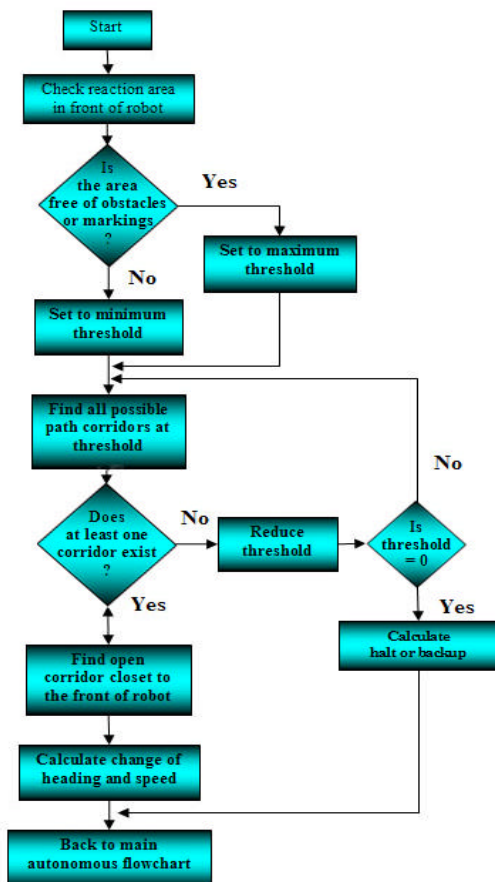 Start
Check reaction area
in front of robot
Is
the area
free of obstacles
or markings
?
Yes
Set to maximum
threshold
No
Set to minimum
threshold
Find all possible
path corridors at
threshold
No
Does
at least one
corridor exist
?
No
Reduce
threshold
Is
threshold
= 0
Yes
Yes
Calculate
halt or backup
Find open
corridor closet to
the front of robot
Calculate change of
heading and speed
Back to main
autonomous flowchart